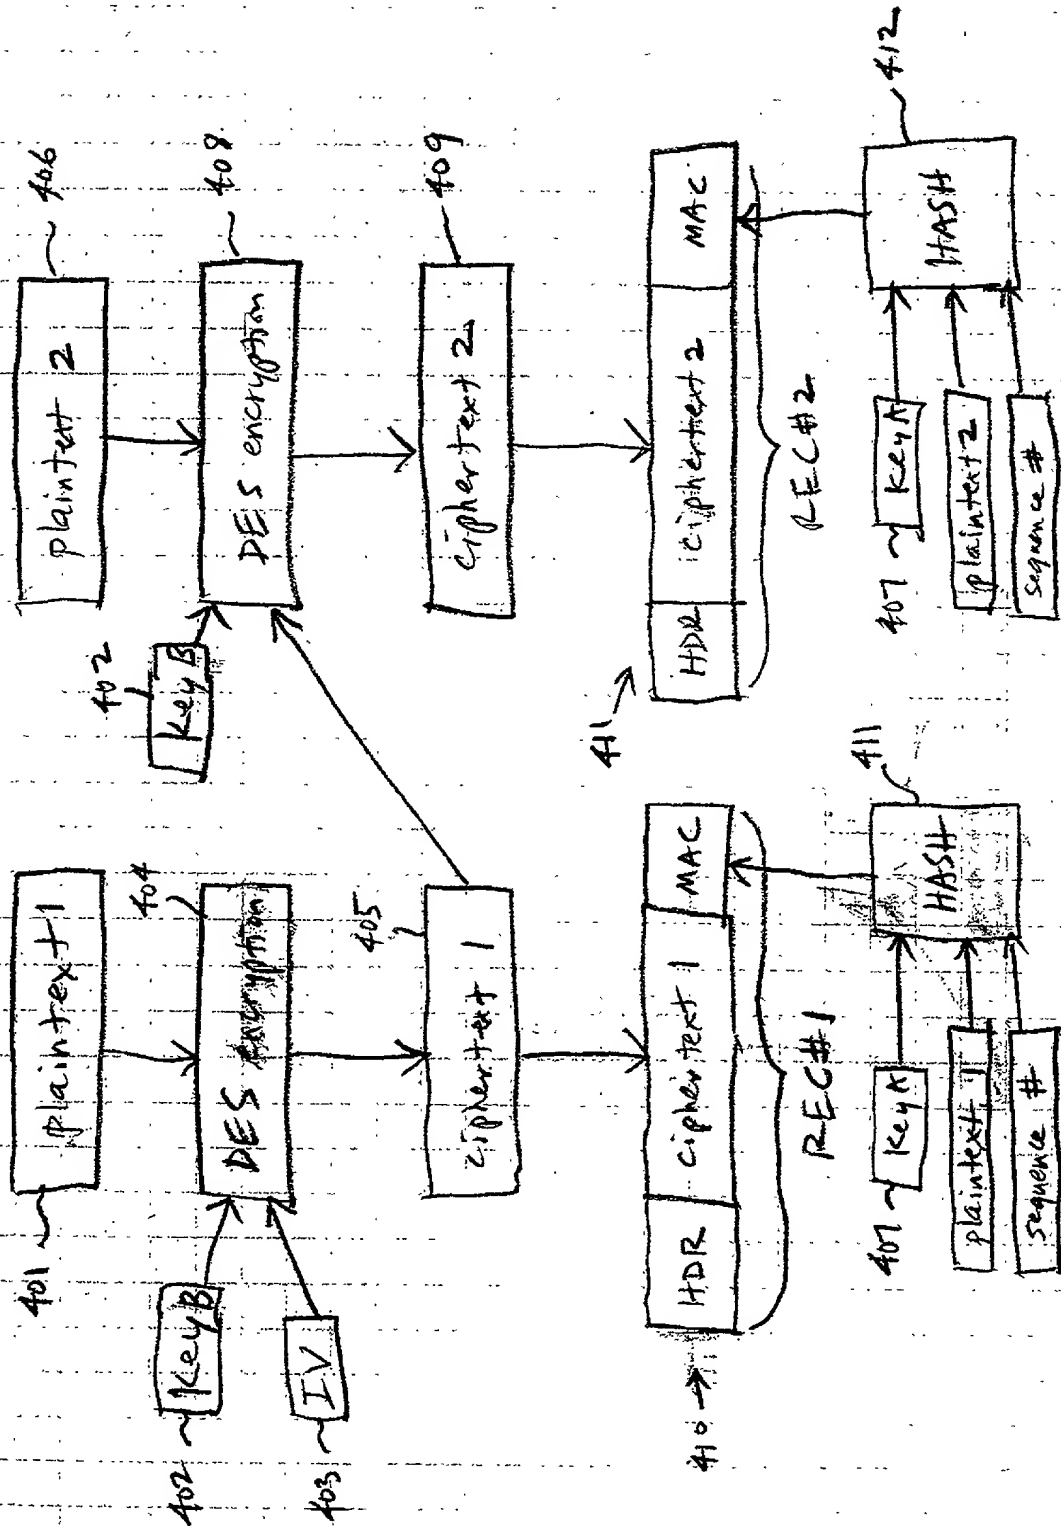 401
plaintext 1
plaintext 2
406
402
Key B
404
DES encryption
402
Key B
DES encryption
408
403
IV
405
ciphertext 1
ciphertext 2
409
410
HDR
ciphertext 1
MAC
REC#1
411
HDR
ciphertext 2
MAC
REC#2
407
Key A
plaintext 1
sequence #
HASH
411
407
Key A
plaintext 2
sequence #
HASH
412